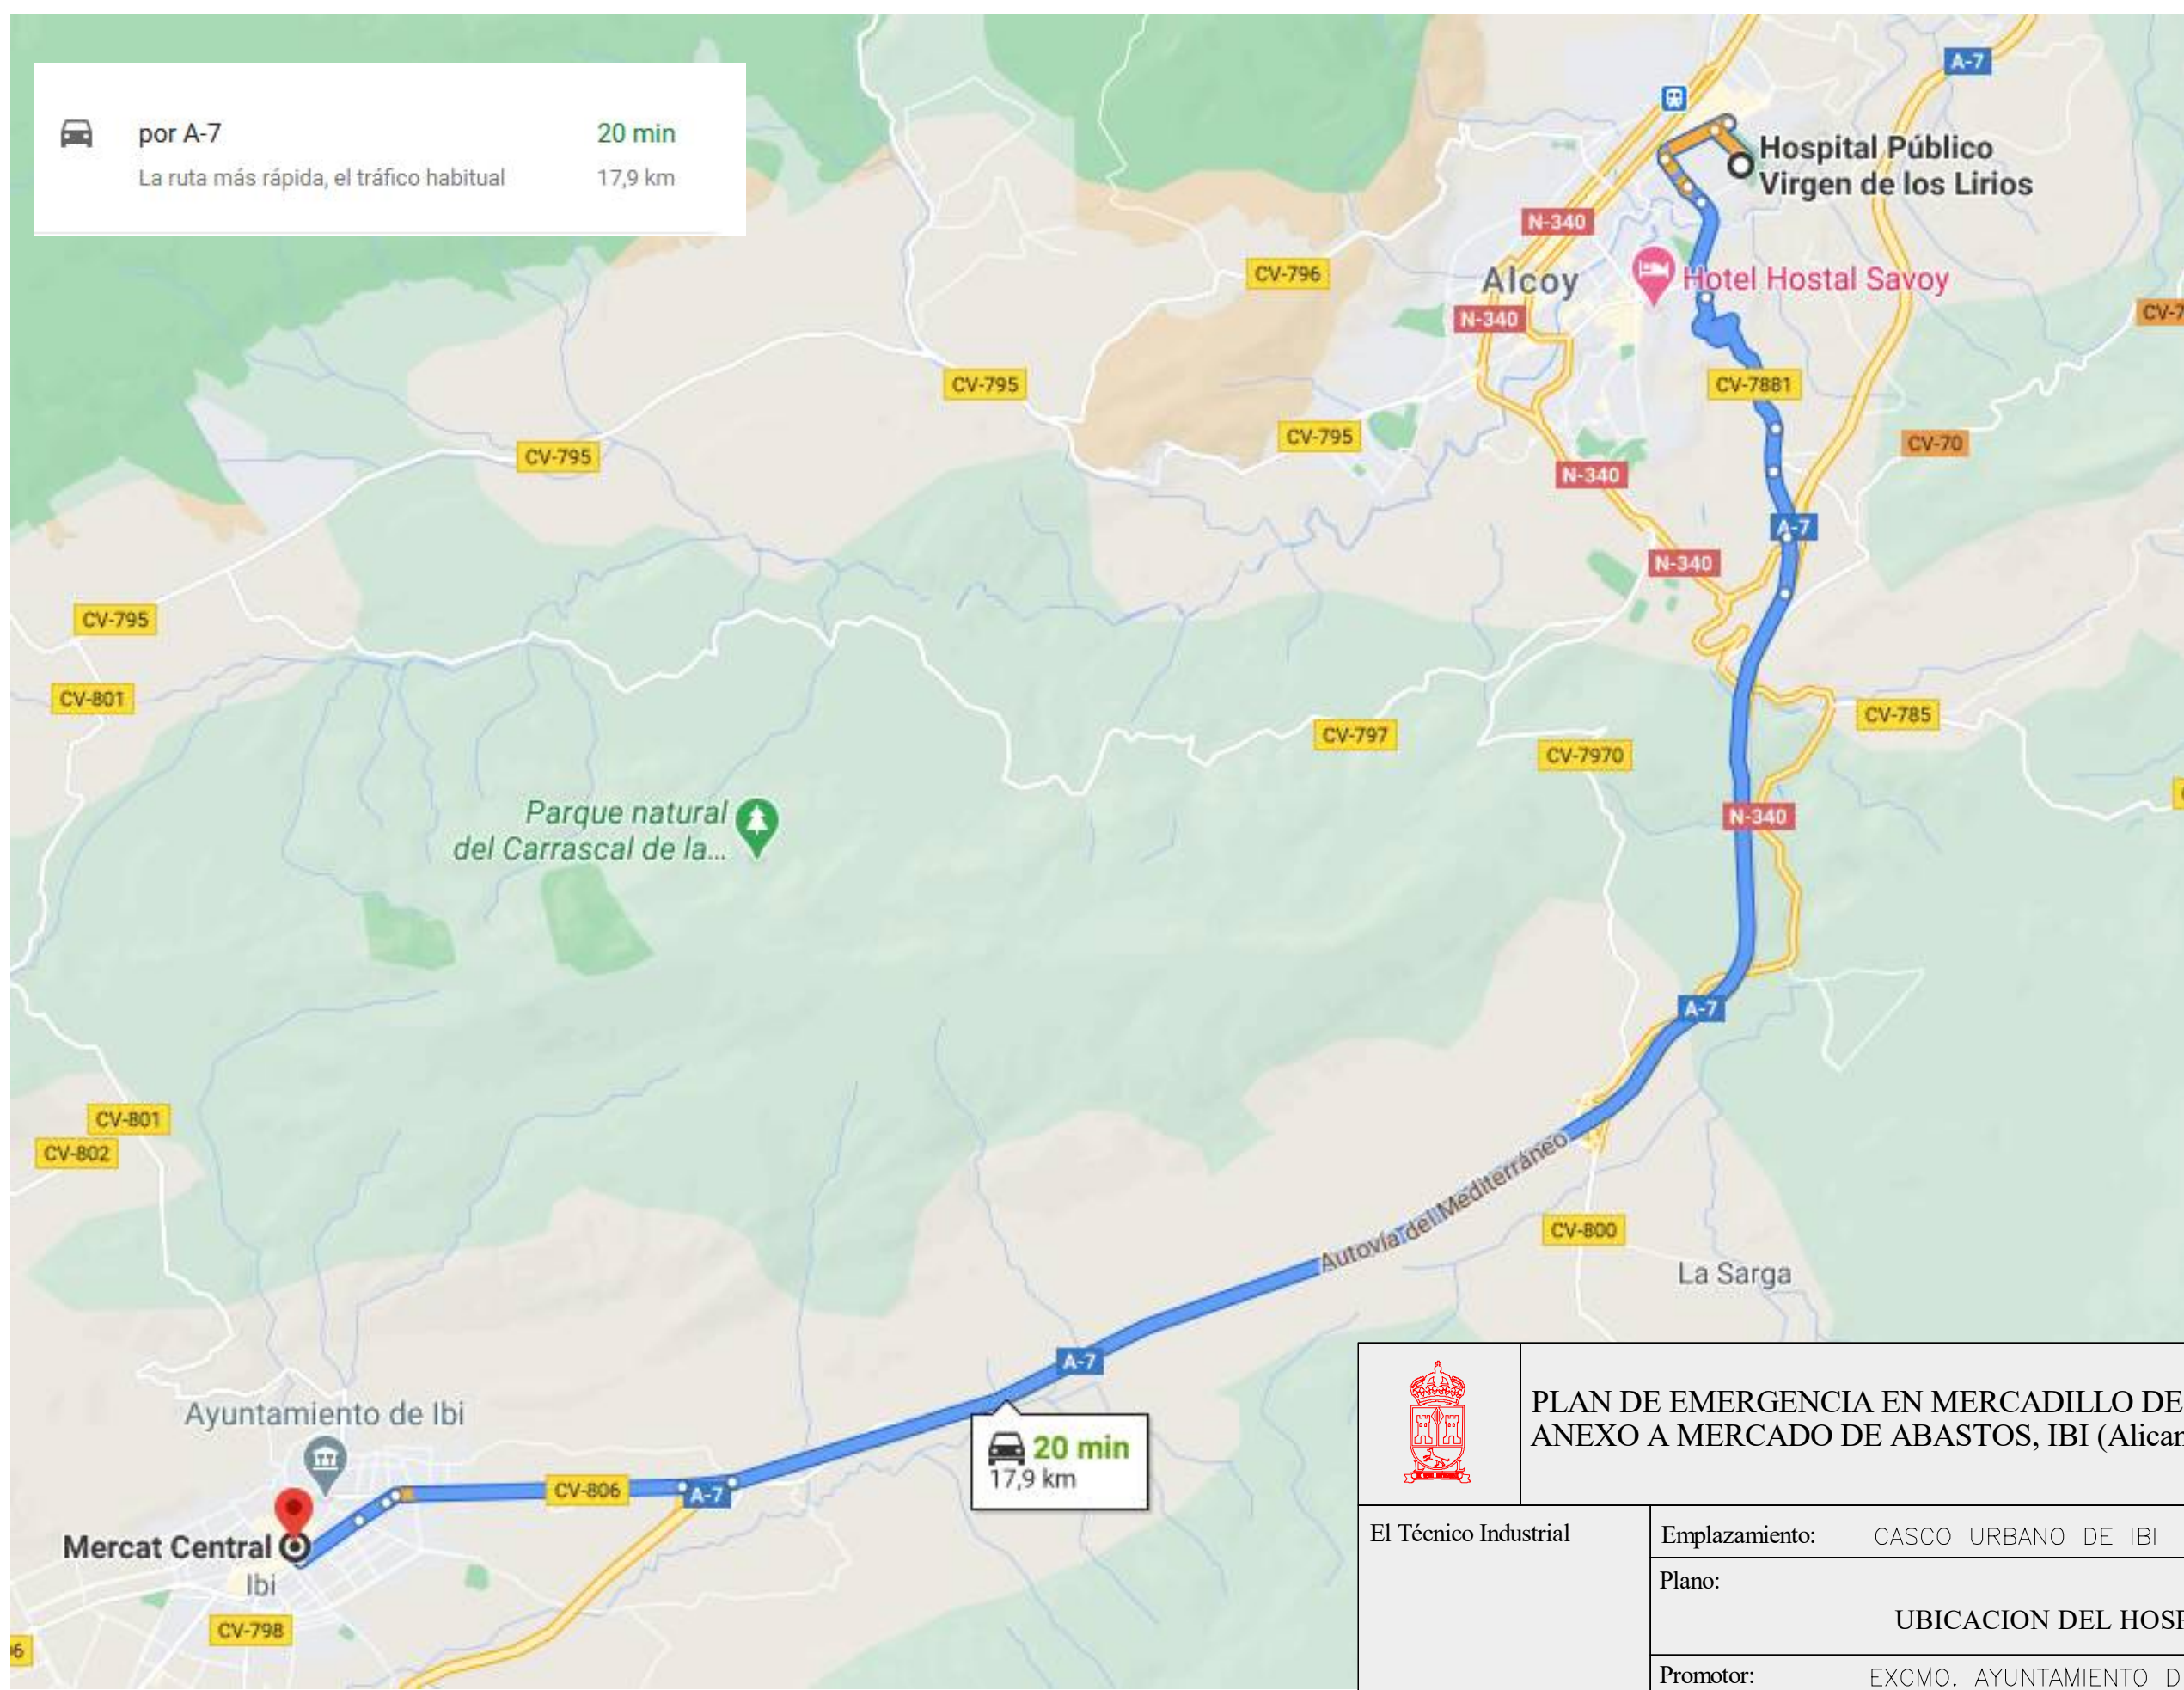 por A-7
20 min
La ruta más rápida, el tráfico habitual
17,9 km
A-7
Hospital Público
Virgen de los Lirios
N-340
CV-796
Alcoy
Hotel Hostal Savoy
N-340
CV-7
CV-795
CV-7881
CV-795
CV-70
CV-795
N-340
A-7
N-340
CV-795
CV-801
CV-785
CV-797
CV-7970
Parque natural
del Carrascal de la...
N-340
A-7
CV-801
CV-802
Autovía del Mediterráneo
CV-800
La Sarga
A-7
Ayuntamiento de Ibi
20 min
17,9 km
CV-806
A-7
Mercat Central
Ibi
CV-798
6
PLAN DE EMERGENCIA EN MERCADILLO DE
ANEXO A MERCADO DE ABASTOS, IBI (Alican
El Técnico Industrial
Emplazamiento: CASCO URBANO DE IBI
Plano:
UBICACION DEL HOSP
Promotor: EXCMO. AYUNTAMIENTO D